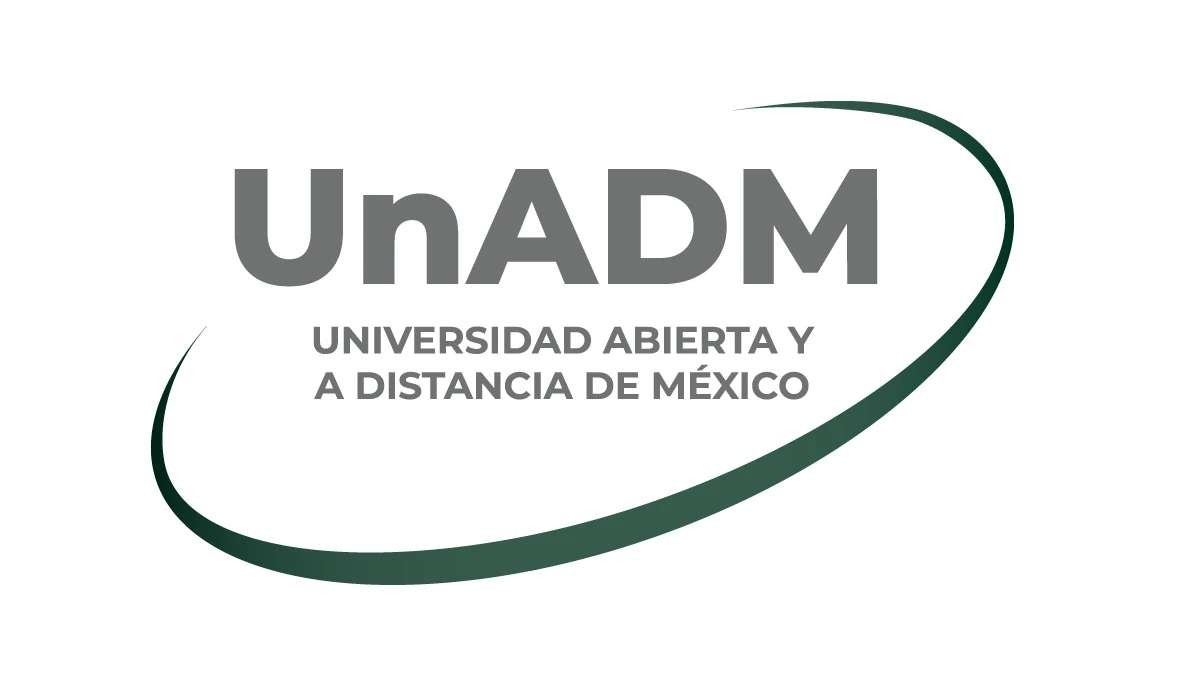 UnADM
UNIVERSIDAD ABIERTA Y
A DISTANCIA DE MÉXICO